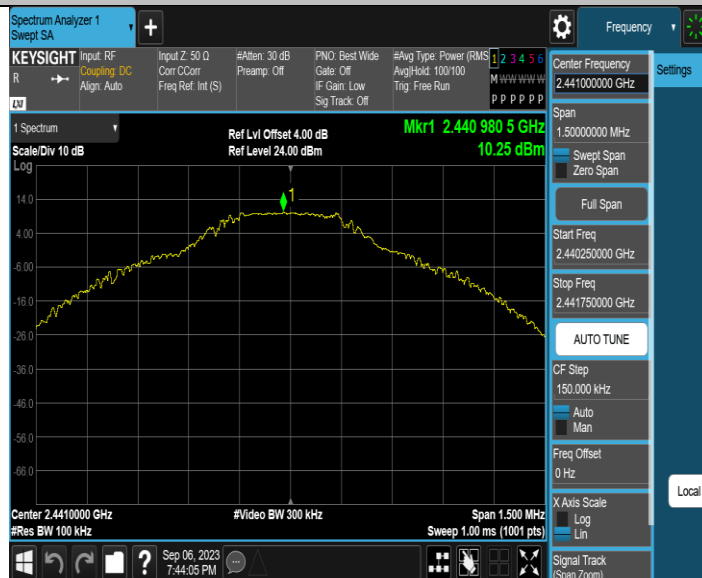 Spectrum Analyzer 1
Swept SA
+
Frequency
KEYSIGHT
R
LXI
Input: RF
Coupling: DC
Align: Auto
Input Z: 50 Ω
Corr CCorr
Freq Ref: Int (S)
#Atten: 30 dB
Preamp: Off
PNO: Best Wide
Gate: Off
IF Gain: Low
Sig Track: Off
#Avg Type: Power (RMS
Avg|Hold: 100/100
Trig: Free Run
1 2 3 4 5 6
M W W W W W
P P P P P P
1 Spectrum
Scale/Div 10 dB
Log
Ref Lvl Offset 4.00 dB
Ref Level 24.00 dBm
Mkr1 2.440 980 5 GHz
10.25 dBm
1
14.0
4.00
-6.00
-16.0
-26.0
-36.0
-46.0
-56.0
-66.0
Center 2.4410000 GHz
#Res BW 100 kHz
#Video BW 300 kHz
Span 1.500 MHz
Sweep 1.00 ms (1001 pts)
?
Sep 06, 2023
7:44:05 PM
Center Frequency
2.441000000 GHz
Settings
Span
1.50000000 MHz
Swept Span
Zero Span
Full Span
Start Freq
2.440250000 GHz
Stop Freq
2.441750000 GHz
AUTO TUNE
CF Step
150.000 kHz
Auto
Man
Freq Offset
0 Hz
Local
X Axis Scale
Log
Lin
Signal Track
(Span Zoom)